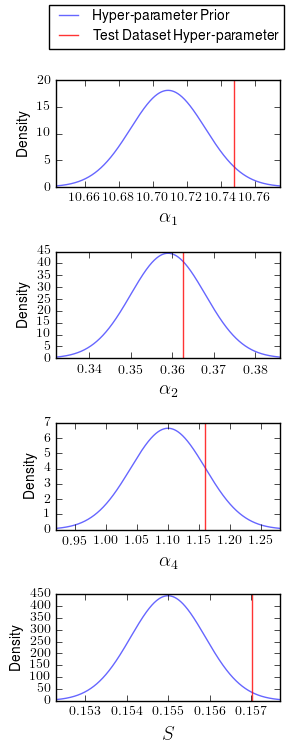 Hyper-parameter Prior
Test Dataset Hyper-parameter
20
15
10
5
0
Density
10.66 10.68 10.70 10.72 10.74 10.76
α1
45
40
35
30
25
20
15
10
5
0
Density
0.34 0.35 0.36 0.37 0.38
α2
7
6
5
4
3
2
1
0
Density
0.95 1.00 1.05 1.10 1.15 1.20 1.25
α4
450
400
350
300
250
200
150
100
50
0
Density
0.153 0.154 0.155 0.156 0.157
S